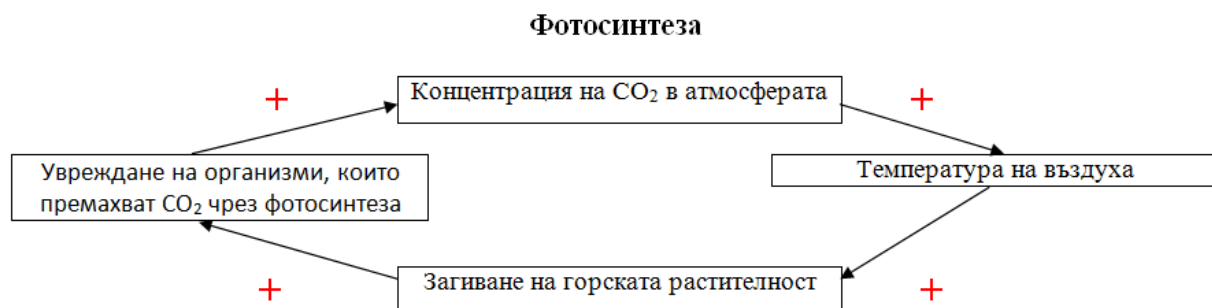 Фотосинтеза
+
Концентрация на CO₂ в атмосферата
+
Увреждане на организми, които
премахват CO₂ чрез фотосинтеза
Температура на въздуха
+
Загиване на горската растителност
+